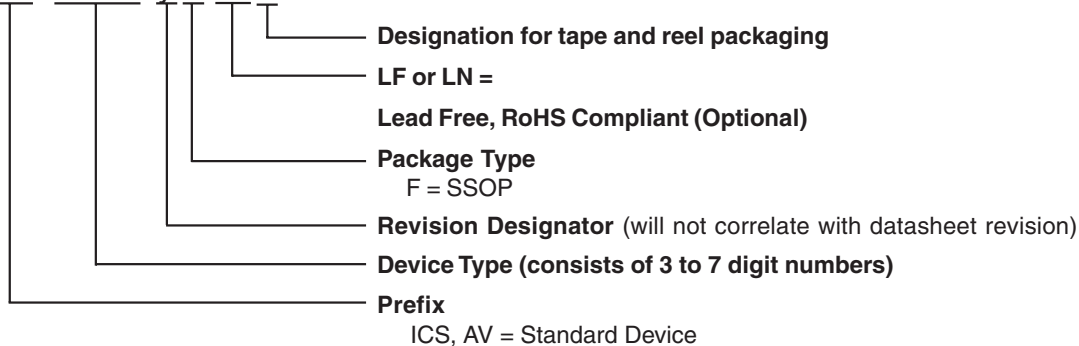 Designation for tape and reel packaging
LF or LN =
Lead Free, RoHS Compliant (Optional)
Package Type
F = SSOP
Revision Designator (will not correlate with datasheet revision)
Device Type (consists of 3 to 7 digit numbers)
Prefix
ICS, AV = Standard Device